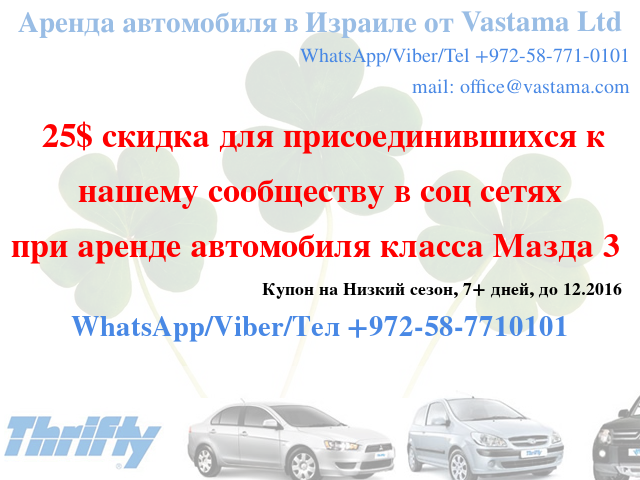 Аренда автомобиля в Израиле от Vastama Ltd
WhatsApp/Viber/Tel +972-58-771-0101
mail: office@vastama.com
25$ скидка для присоединившихся к
нашему сообществу в соц сетях
при аренде автомобиля класса Мазда 3
Купон на Низкий сезон, 7+ дней, до 12.2016
WhatsApp/Viber/Тел +972-58-7710101
Thrifty